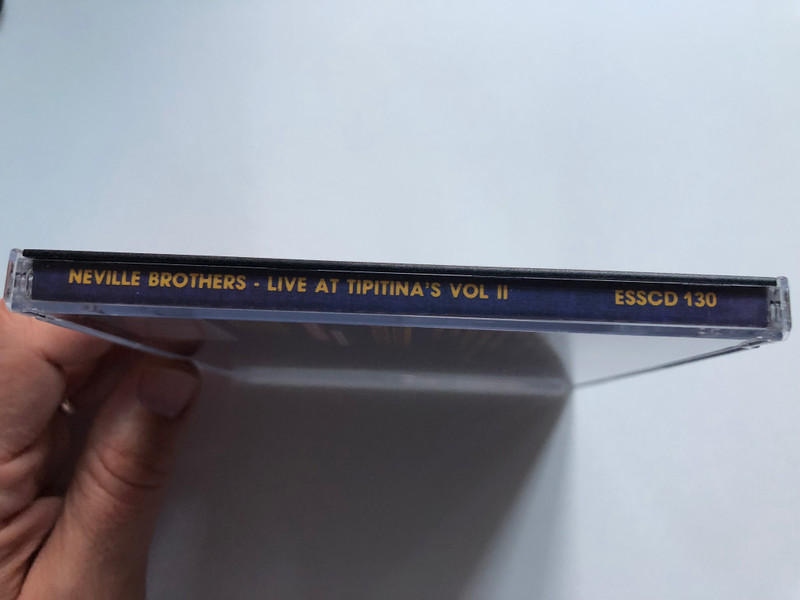 NEVILLE BROTHERS - LIVE AT TIPITINA'S VOL II ESSCD 130